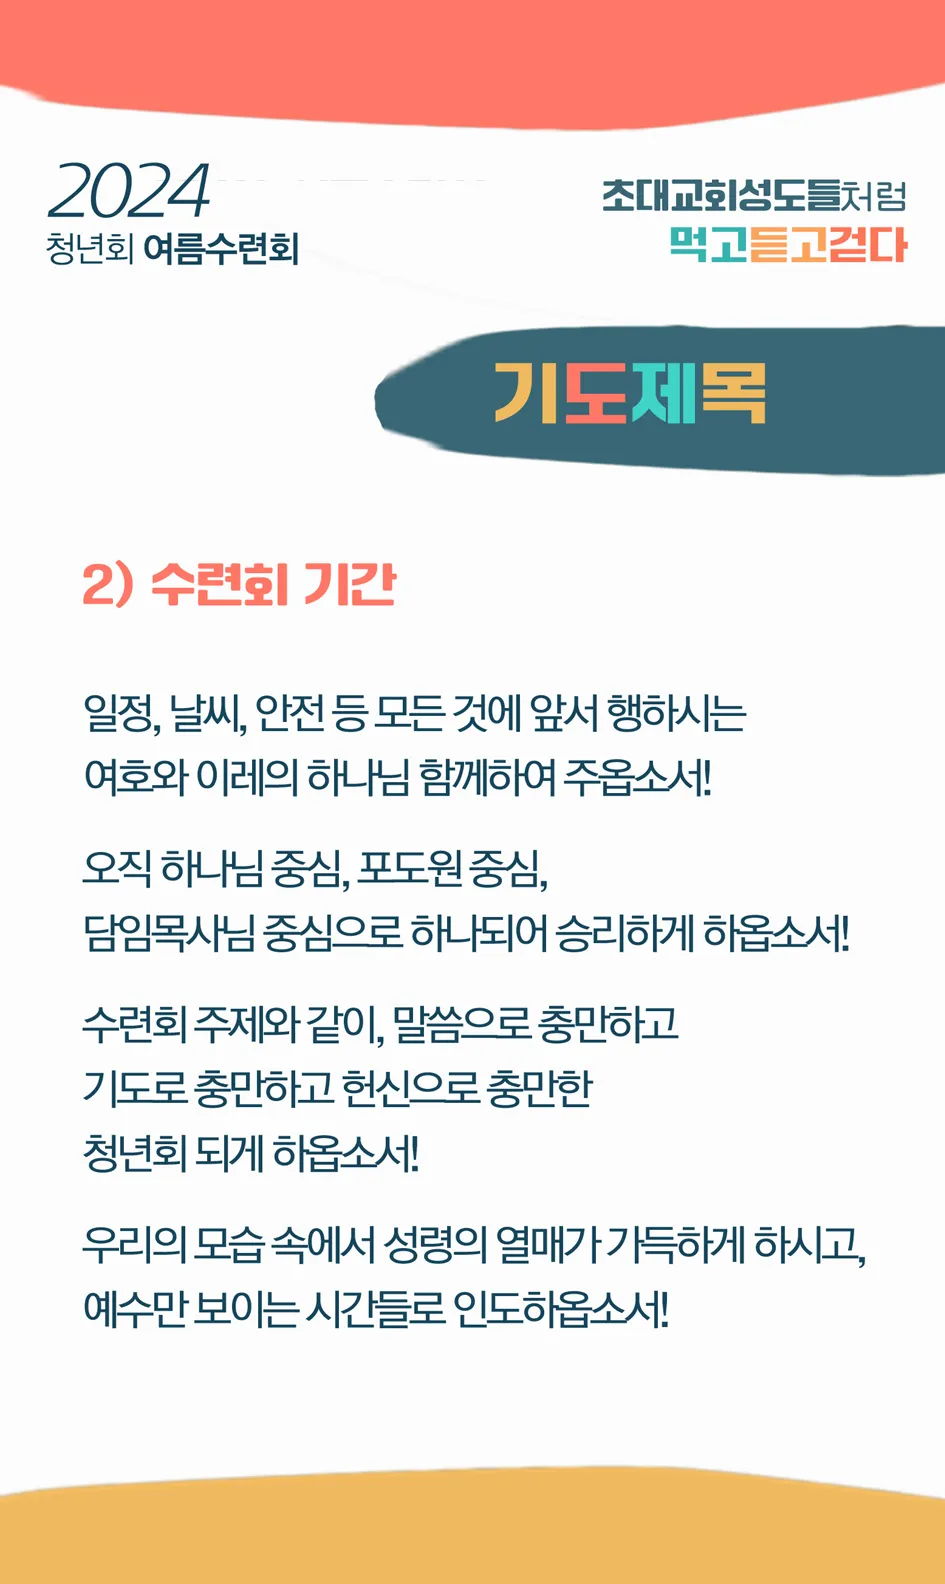 2024
청년회 여름수련회
초대교회성도들처럼
먹고듣고걷다
기도제목
2) 수련회 기간
일정, 날씨, 안전 등 모든 것에 앞서 행하시는
여호와 이레의 하나님 함께하여 주옵소서!
오직 하나님 중심, 포도원 중심,
담임목사님 중심으로 하나되어 승리하게 하옵소서!
수련회 주제와 같이, 말씀으로 충만하고
기도로 충만하고 헌신으로 충만한
청년회 되게 하옵소서!
우리의 모습 속에서 성령의 열매가 가득하게 하시고,
예수만 보이는 시간들로 인도하옵소서!